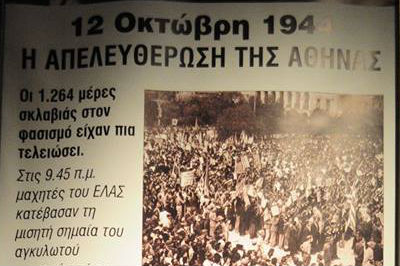 12 Οκτώβρη 1944
Η ΑΠΕΛΕΥΘΕΡΩΣΗ ΤΗΣ ΑΘΗΝΑΣ
Οι 1.264 μέρες
σκλαβιάς στον
φασισμό είχαν πια
τελειώσει.
Στις 9.45 π.μ.
μαχητές του ΕΛΑΣ
κατέβασαν τη
μισητή σημαία του
αγκυλωτού